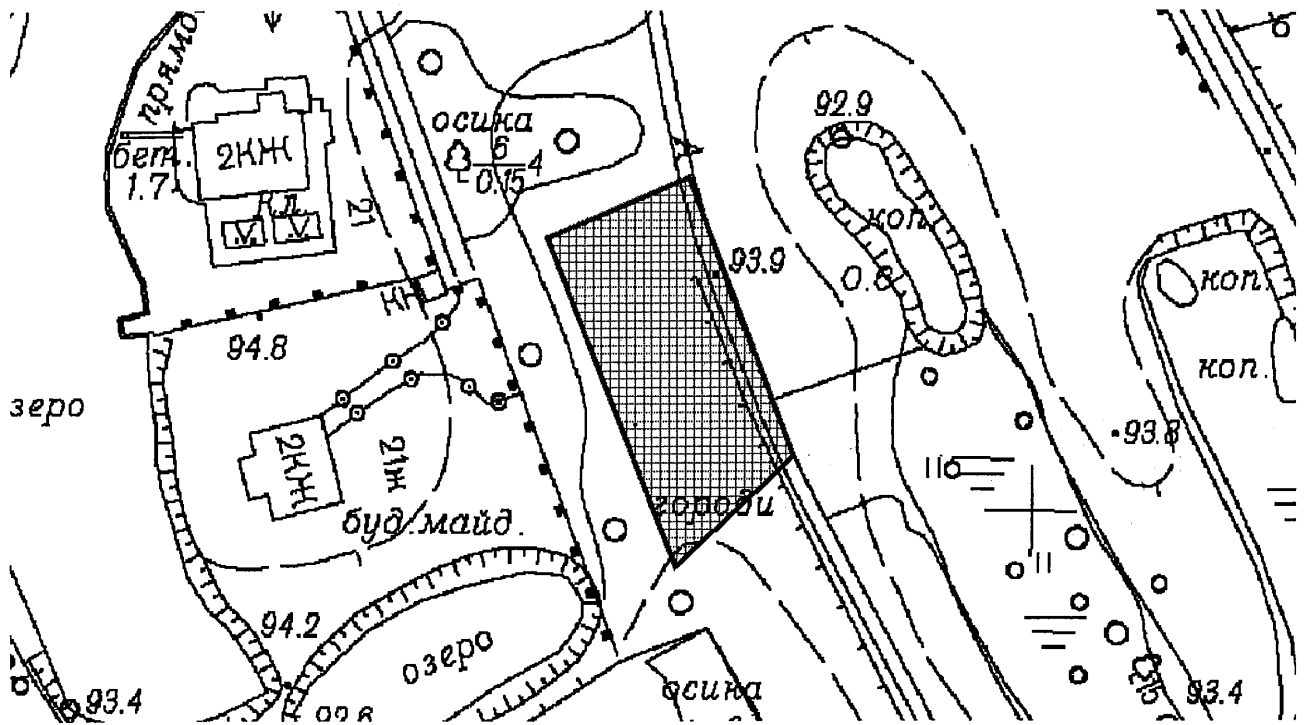 прямо
92.9
осика
6
4
0.15
2КЖ
бет.
1.7
21
93.9
коп.
0.6
коп.
КН
94.8
коп.
озеро
93.8
2КЖ
21ж
городи
буд.майд.
94.2
озеро
осика
93.4
93.4
92.6